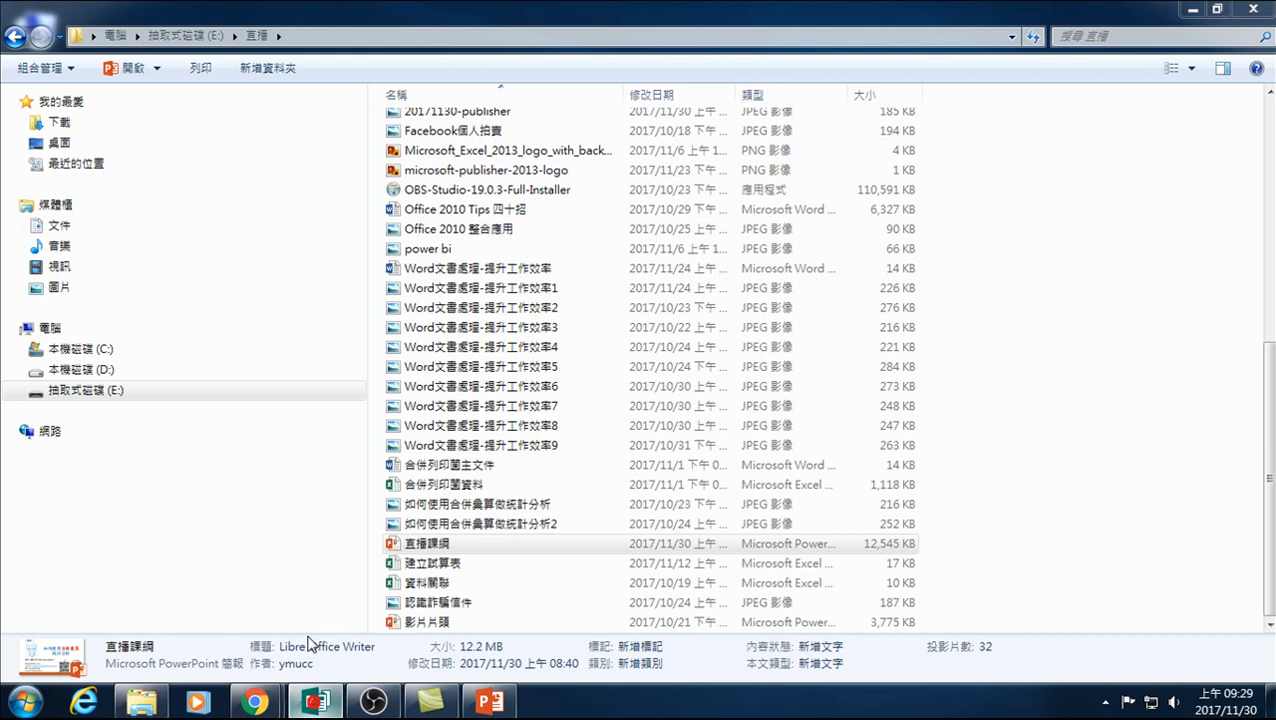 電腦 抽取式磁碟 (E:) 直播 搜尋 直播
組合管理 開啟 列印 新增資料夾
名稱 修改日期 類型 大小
我的最愛
下載
桌面
最近的位置
媒體櫃
文件
音樂
視訊
圖片
電腦
本機磁碟 (C:)
本機磁碟 (D:)
抽取式磁碟 (E:)
網路
20171130-publisher 2017/11/30 上午 ... JPEG 影像 185 KB
Facebook個人拍賣 2017/10/18 下午 ... JPEG 影像 194 KB
Microsoft_Excel_2013_logo_with_back... 2017/11/6 上午 1... PNG 影像 4 KB
microsoft-publisher-2013-logo 2017/11/23 下午 ... PNG 影像 1 KB
OBS-Studio-19.0.3-Full-Installer 2017/10/23 下午 ... 應用程式 110,591 KB
Office 2010 Tips 四十招 2017/10/29 下午 ... Microsoft Word ... 6,327 KB
Office 2010 整合應用 2017/10/25 上午 ... JPEG 影像 90 KB
power bi 2017/11/6 上午 1... JPEG 影像 66 KB
Word文書處理-提升工作效率 2017/11/24 上午 ... Microsoft Word ... 14 KB
Word文書處理-提升工作效率1 2017/11/24 上午 ... JPEG 影像 226 KB
Word文書處理-提升工作效率2 2017/10/23 下午 ... JPEG 影像 276 KB
Word文書處理-提升工作效率3 2017/10/22 下午 ... JPEG 影像 216 KB
Word文書處理-提升工作效率4 2017/10/24 上午 ... JPEG 影像 221 KB
Word文書處理-提升工作效率5 2017/10/24 下午 ... JPEG 影像 284 KB
Word文書處理-提升工作效率6 2017/10/30 上午 ... JPEG 影像 273 KB
Word文書處理-提升工作效率7 2017/10/30 上午 ... JPEG 影像 248 KB
Word文書處理-提升工作效率8 2017/10/30 上午 ... JPEG 影像 247 KB
Word文書處理-提升工作效率9 2017/10/31 上午 ... JPEG 影像 263 KB
合併列印菌主文件 2017/11/1 下午 0... Microsoft Word ... 14 KB
合併列印菌資料 2017/11/1 下午 0... Microsoft Excel ... 1,118 KB
如何使用合併彙算做統計分析 2017/10/23 下午 ... JPEG 影像 216 KB
如何使用合併彙算做統計分析2 2017/10/24 上午 ... JPEG 影像 252 KB
直播課綱 2017/11/30 上午 ... Microsoft Power... 12,545 KB
建立試算表 2017/11/12 上午 ... Microsoft Excel ... 17 KB
資料關聯 2017/10/19 上午 ... Microsoft Excel ... 10 KB
認識詐騙信件 2017/10/24 上午 ... JPEG 影像 187 KB
影片片頭 2017/10/21 上午 ... Microsoft Power... 3,775 KB
直播課綱 標題: LibreOffice Writer 大小: 12.2 MB 標記: 新增標記 內容狀態: 新增文字 投影片數: 32
Microsoft PowerPoint 簡報 作者: ymucc 修改日期: 2017/11/30 上午 08:40 類別: 新增類別 本文類型: 新增文字
上午 09:29
2017/11/30